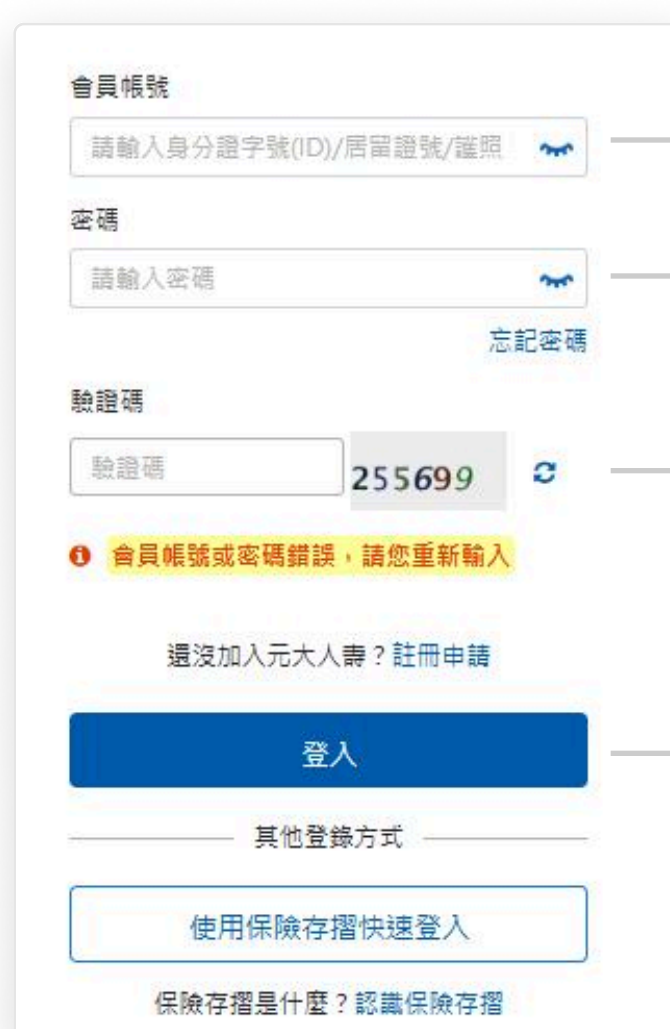 會員帳號
請輸入身分證字號(ID)/居留證號/護照
密碼
請輸入密碼
忘記密碼
驗證碼
驗證碼 255699
會員帳號或密碼錯誤，請您重新輸入
還沒加入元大人壽？註冊申請
登入
其他登錄方式
使用保險存摺快速登入
保險存摺是什麼？認識保險存摺